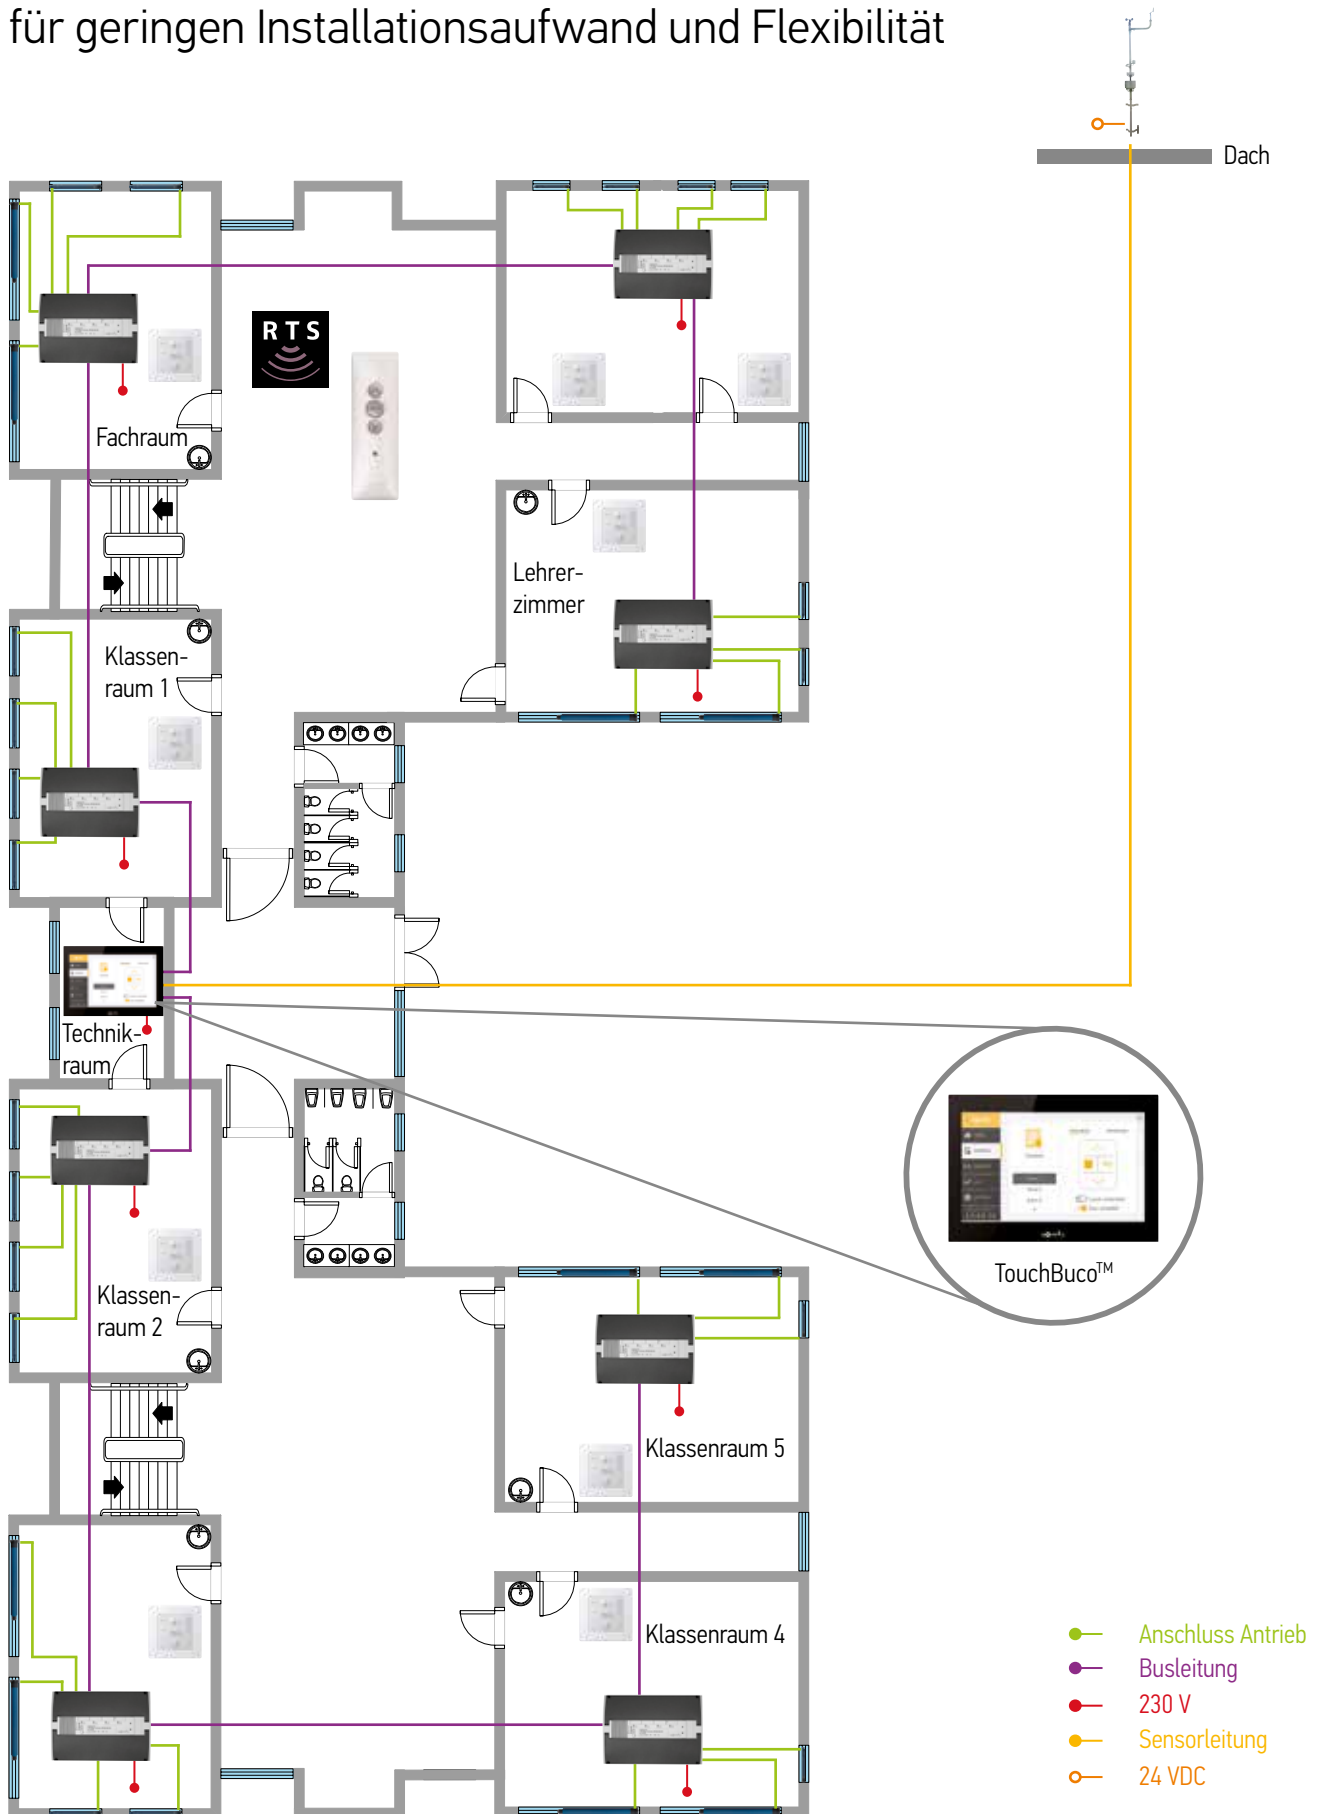 für geringen Installationsaufwand und Flexibilität
Dach
RTS
Fachraum
Lehrer-
zimmer
Klassen-
raum 1
Technik-
raum
TouchBuco™
Klassen-
raum 2
Klassenraum 5
Klassenraum 4
Anschluss Antrieb
Busleitung
230 V
Sensorleitung
24 VDC